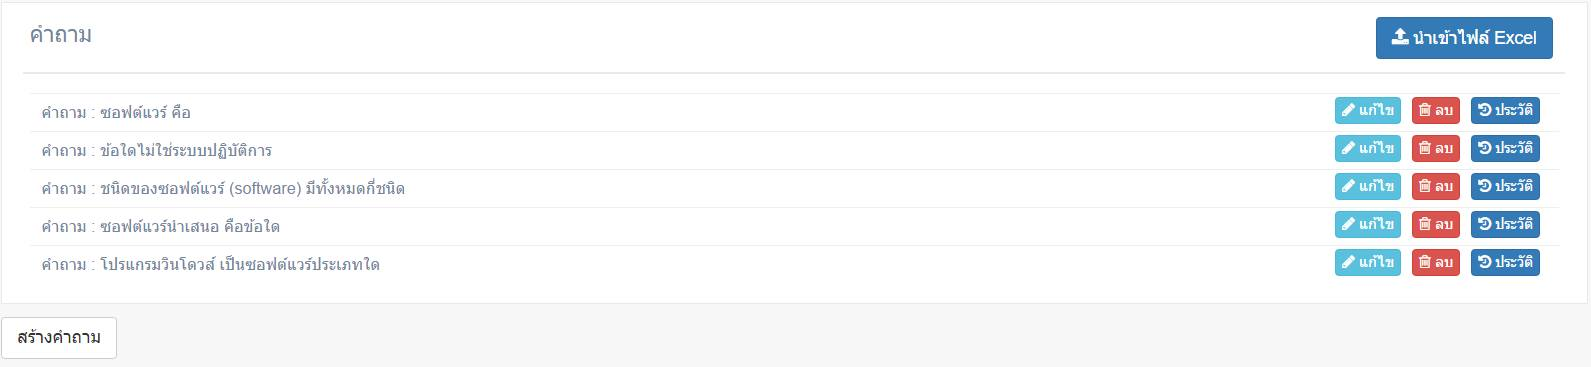 คำถาม
นำเข้าไฟล์ Excel
คำถาม : ซอฟต์แวร์ คือ แก้ไข ลบ ประวัติ
คำถาม : ข้อใดไม่ใช่ระบบปฏิบัติการ แก้ไข ลบ ประวัติ
คำถาม : ชนิดของซอฟต์แวร์ (software) มีทั้งหมดกี่ชนิด แก้ไข ลบ ประวัติ
คำถาม : ซอฟต์แวร์นำเสนอ คือข้อใด แก้ไข ลบ ประวัติ
คำถาม : โปรแกรมวินโดวส์ เป็นซอฟต์แวร์ประเภทใด แก้ไข ลบ ประวัติ
สร้างคำถาม